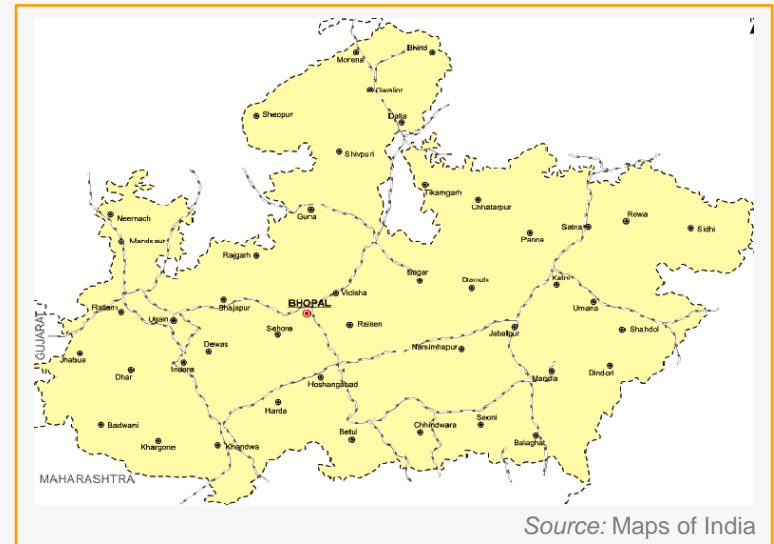 Morena
Bhind
Gwalior
Datia
Sheopur
Shivpuri
Tikamgarh
Chhatarpur
Guna
Panna
Satna
Rewa
Sidhi
Neemach
Mandsaur
Rajgarh
Sagar
Damoh
Katni
Umaria
Shahdol
Ratlam
Ujjain
Shajapur
BHOPAL
Vidisha
Raisen
Sehore
Jabalpur
Narsimhapur
Dindori
GUJARAT
Jhabua
Dhar
Indore
Dewas
Hoshangabad
Mandla
Harda
Badwani
Khargone
Khandwa
Betul
Chhindwara
Seoni
Balaghat
MAHARASHTRA
Source: Maps of India